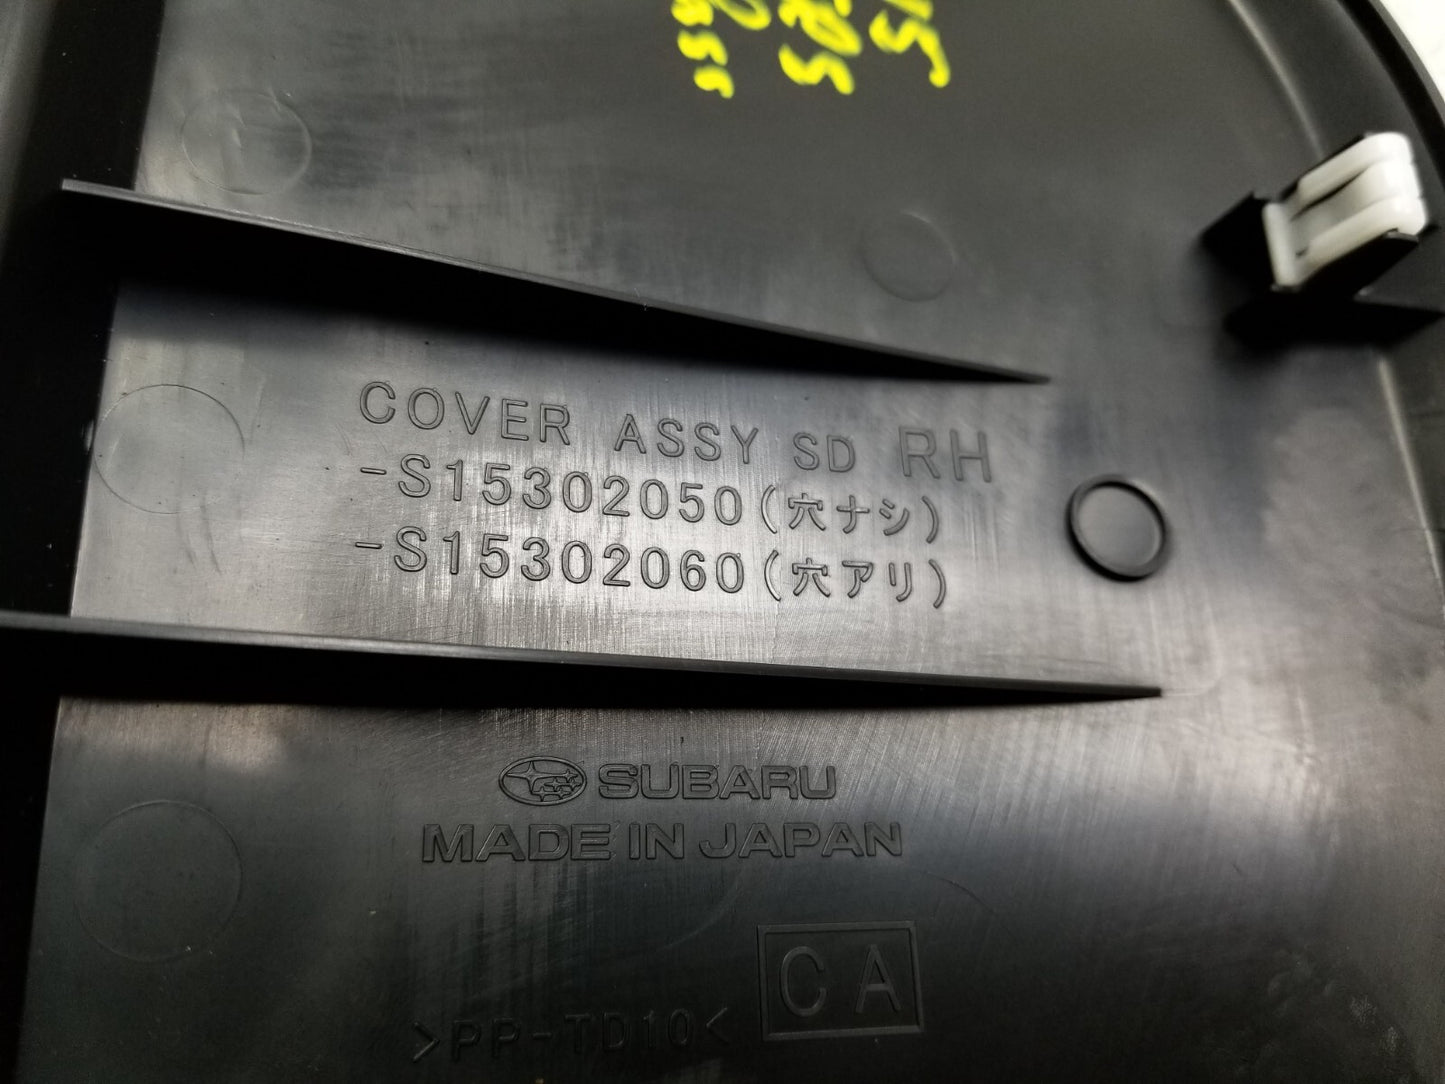 COVER ASSY SD RH
-S15302050(穴ナシ)
-S15302060(穴アリ)
SUBARU
MADE IN JAPAN
CA
>PP-TD10<